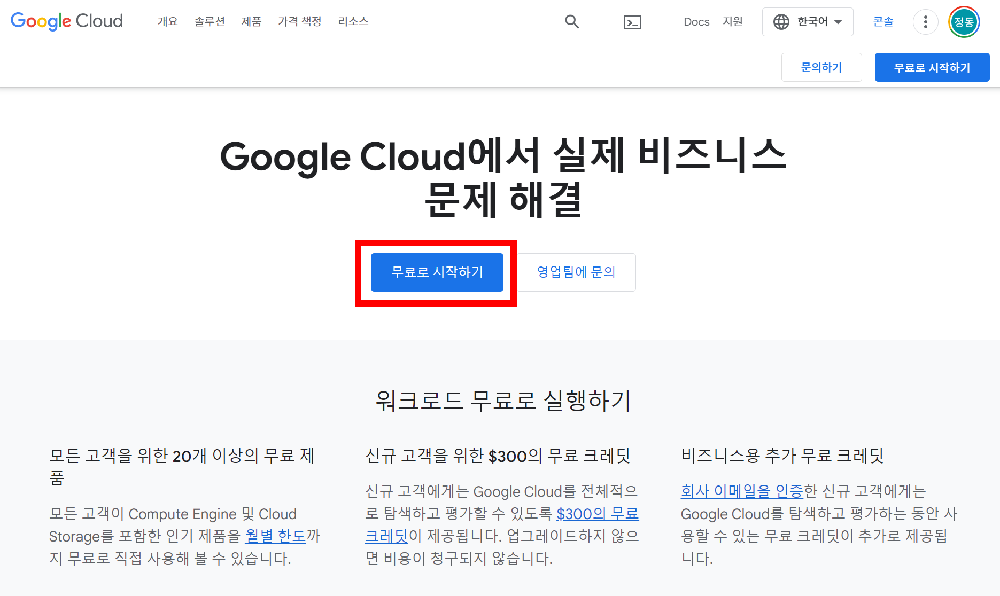 Google Cloud 개요 솔루션 제품 가격 책정 리소스 Docs 지원 한국어 콘솔 정동
문의하기 무료로 시작하기
Google Cloud에서 실제 비즈니스
문제 해결
무료로 시작하기 영업팀에 문의
워크로드 무료로 실행하기
모든 고객을 위한 20개 이상의 무료 제
품
모든 고객이 Compute Engine 및 Cloud
Storage를 포함한 인기 제품을 월별 한도까
지 무료로 직접 사용해 볼 수 있습니다.
신규 고객을 위한 $300의 무료 크레딧
신규 고객에게는 Google Cloud를 전체적으
로 탐색하고 평가할 수 있도록 $300의 무료
크레딧이 제공됩니다. 업그레이드하지 않으
면 비용이 청구되지 않습니다.
비즈니스용 추가 무료 크레딧
회사 이메일을 인증한 신규 고객에게는
Google Cloud를 탐색하고 평가하는 동안 사
용할 수 있는 무료 크레딧이 추가로 제공됩
니다.